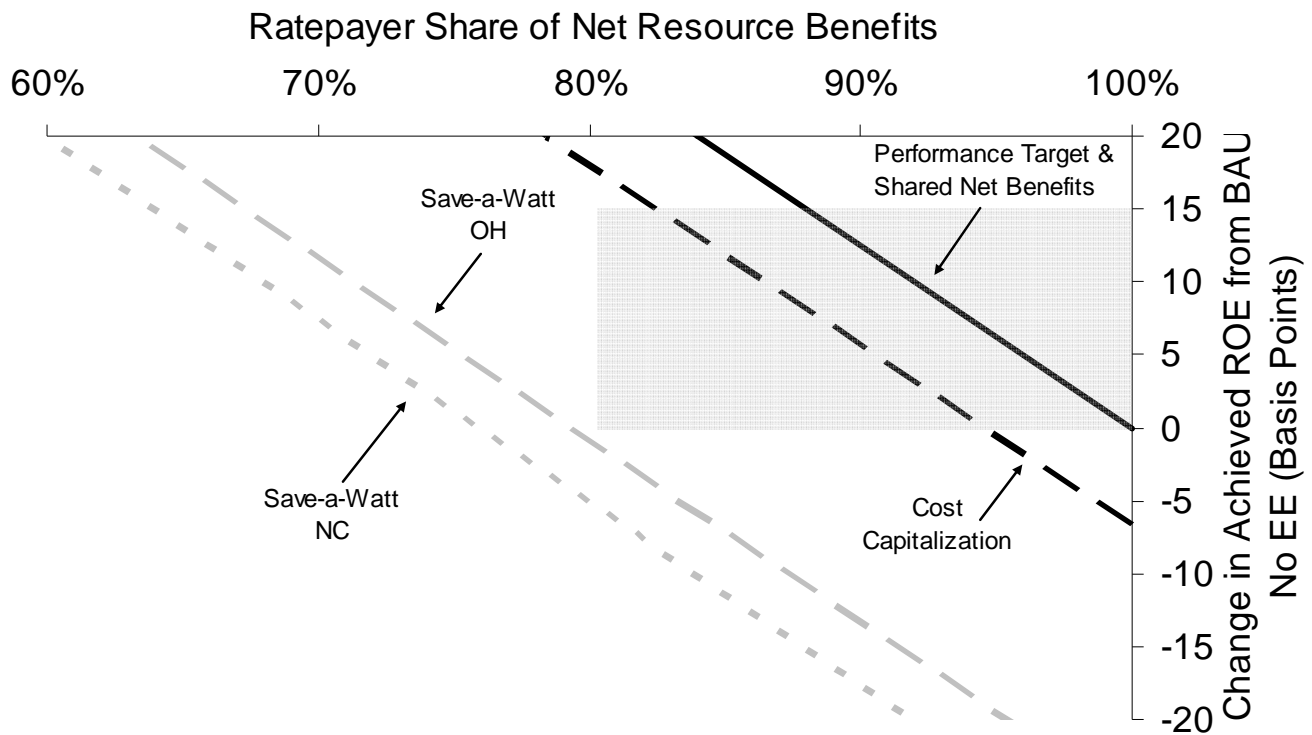 Ratepayer Share of Net Resource Benefits
60% 70% 80% 90% 100%
20
Performance Target &
Shared Net Benefits
Save-a-Watt
OH
15
10
5
0
Save-a-Watt
NC
Cost
Capitalization
-5
-10
-15
-20
Change in Achieved ROE from BAU
No EE (Basis Points)